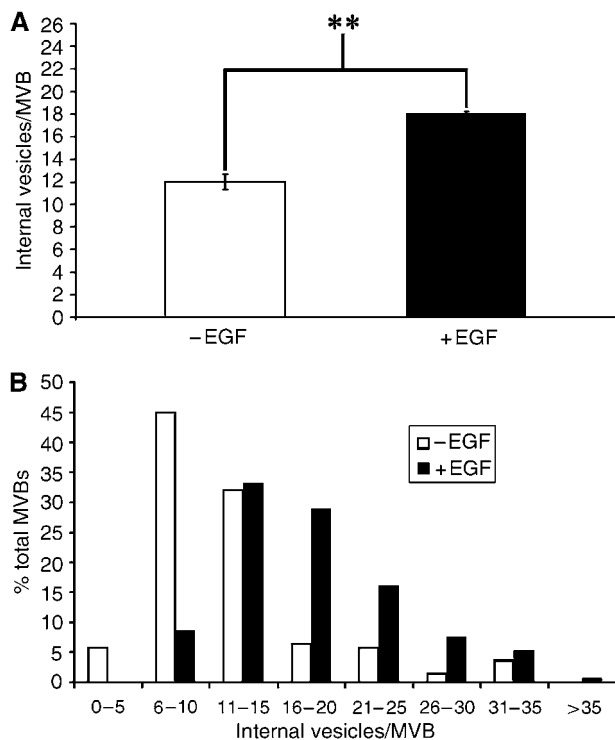 A
**
Internal vesicles/MVB
26
24
22
20
18
16
14
12
10
8
6
4
2
0
−EGF +EGF
B
% total MVBs
50
45
40
35
30
25
20
15
10
5
0
−EGF
+EGF
0−5 6−10 11−15 16−20 21−25 26−30 31−35 >35
Internal vesicles/MVB